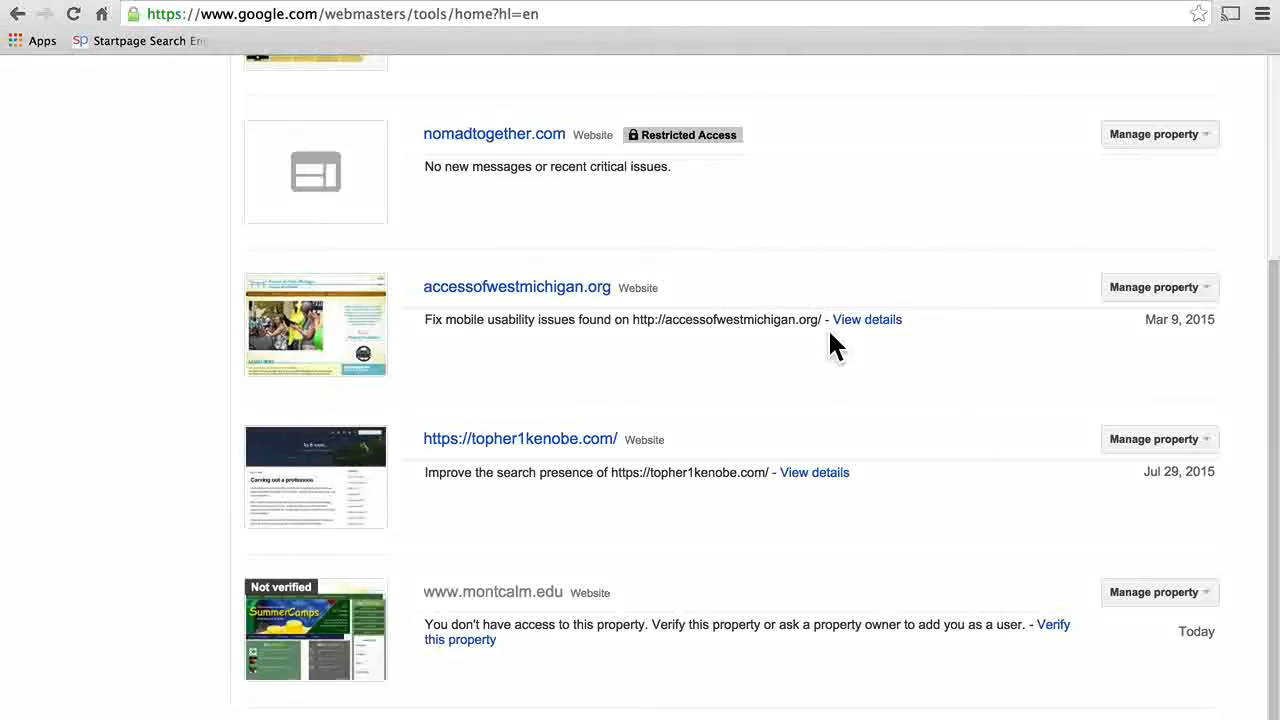 https://www.google.com/webmasters/tools/home?hl=en
Apps Startpage Search En
nomadtogether.com Website Restricted Access Manage property
No new messages or recent critical issues.
accessofwestmichigan.org Website Manage property
Fix mobile usability issues found on http://accessofwestmichigan.org/ - View details Mar 9, 2015
https://topher1kenobe.com/ Website Manage property
Improve the search presence of https://topher1kenobe.com/ - View details Jul 29, 2015
Carving out a profession
Not verified
SummerCamps
www.montcalm.edu Website Manage property
You don't have access to this property. Verify the property or ask a property owner to add you as a user. - Verify
this property
Today